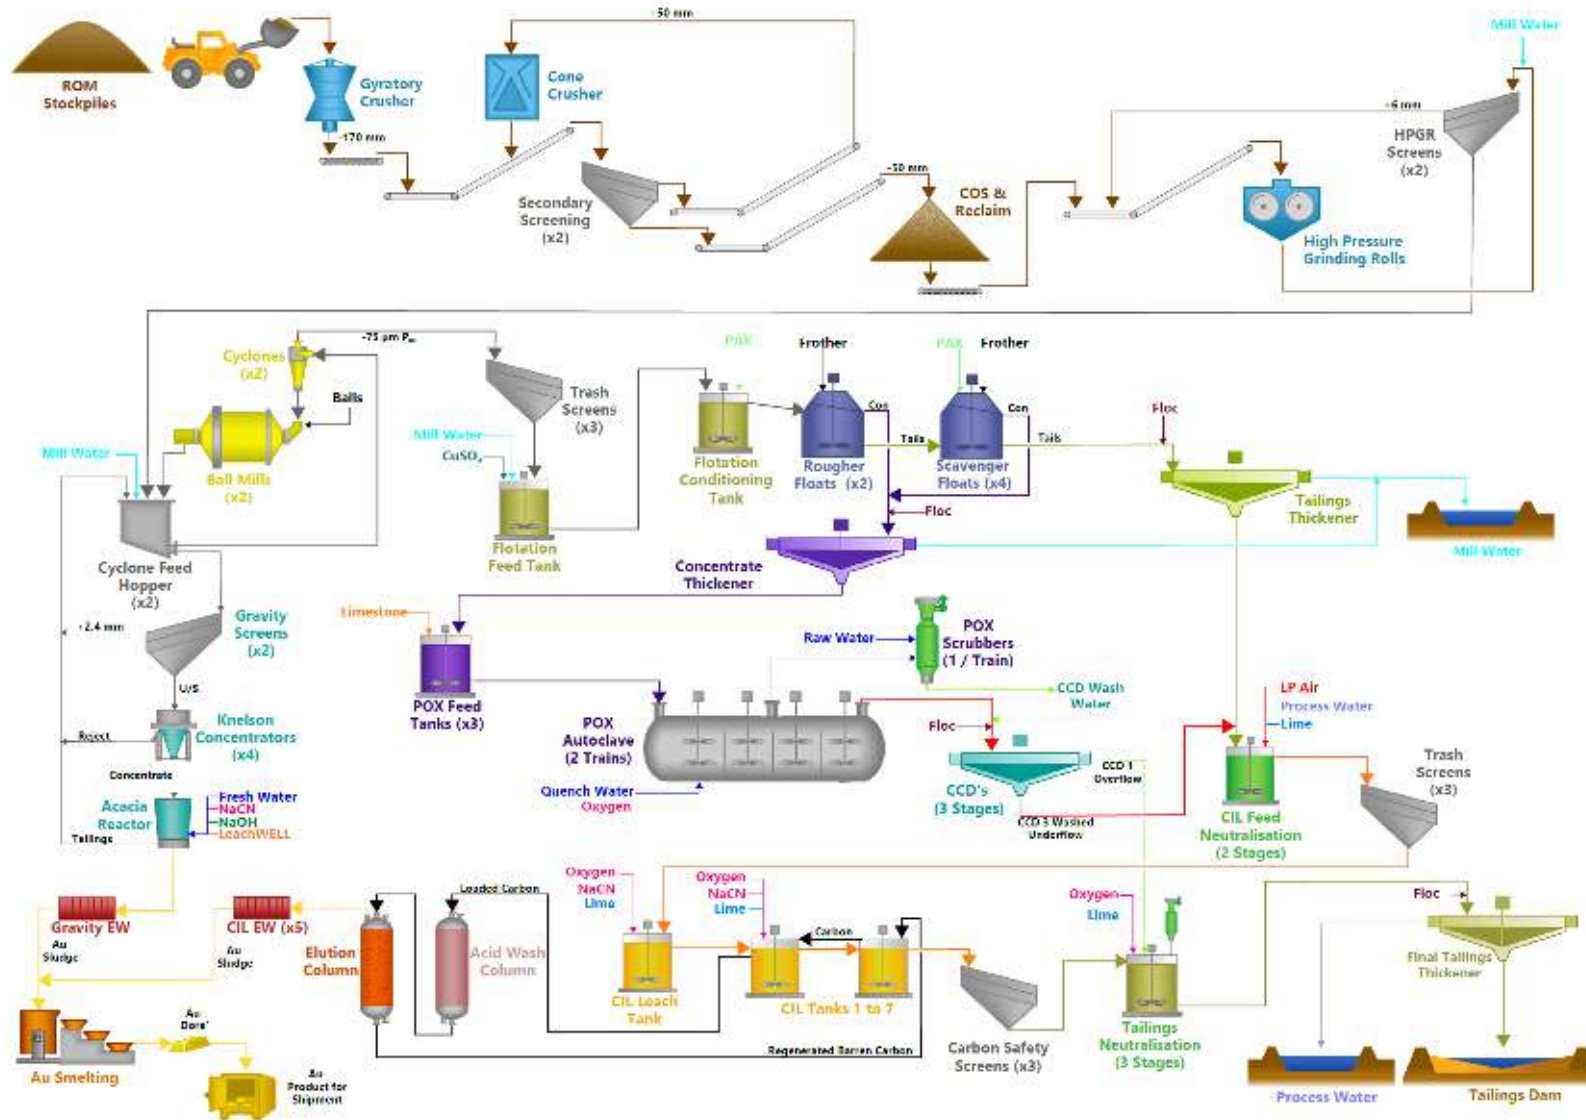 +50 mm
Mill Water
ROM
Stockpiles
Gyratory
Crusher
Cone
Crusher
-170 mm
+6 mm
HPGR
Screens
(x2)
Secondary
Screening
(x2)
-50 mm
COS &
Reclaim
High Pressure
Grinding Rolls
-75 µm
Cyclones
(x2)
Balls
Ball Mills
(x2)
Mill Water
Trash
Screens
(x3)
Mill Water
CuSO4
Flotation
Feed Tank
PAX
Frother
PAX
Frother
Con
Con
Tails
Tails
Flotation
Conditioning
Tank
Rougher
Floats (x2)
Scavenger
Floats (x4)
Floc
Floc
Tailings
Thickener
Mill Water
Cyclone Feed
Hopper
(x2)
Concentrate
Thickener
Gravity
Screens
(x2)
+2.4 mm
U/S
Limestone
POX Feed
Tanks (x3)
Raw Water
POX
Scrubbers
(1 / Train)
CCD Wash
Water
LP Air
Process Water
Lime
Knelson
Concentrators
(x4)
Reject
Concentrate
POX
Autoclave
(2 Trains)
Floc
CCD 1
Overflow
Quench Water
Oxygen
CCD's
(3 Stages)
CCD 3 Washed
Underflow
CIL Feed
Neutralisation
(2 Stages)
Trash
Screens
(x3)
Acacia
Reactor
Fresh Water
NaCN
NaOH
LeachWELL
Tailings
Gravity EW
CIL EW (x5)
Au
Sludge
Au
Sludge
Loaded Carbon
Elution
Column
Acid Wash
Column
Oxygen
NaCN
Lime
Oxygen
NaCN
Lime
Carbon
CIL Leach
Tank
CIL Tanks 1 to 7
Regenerated Barren Carbon
Carbon Safety
Screens (x3)
Oxygen
Lime
Tailings
Neutralisation
(3 Stages)
Floc
Final Tailings
Thickener
Process Water
Tailings Dam
Au Smelting
Au
Dore'
Au
Product for
Shipment